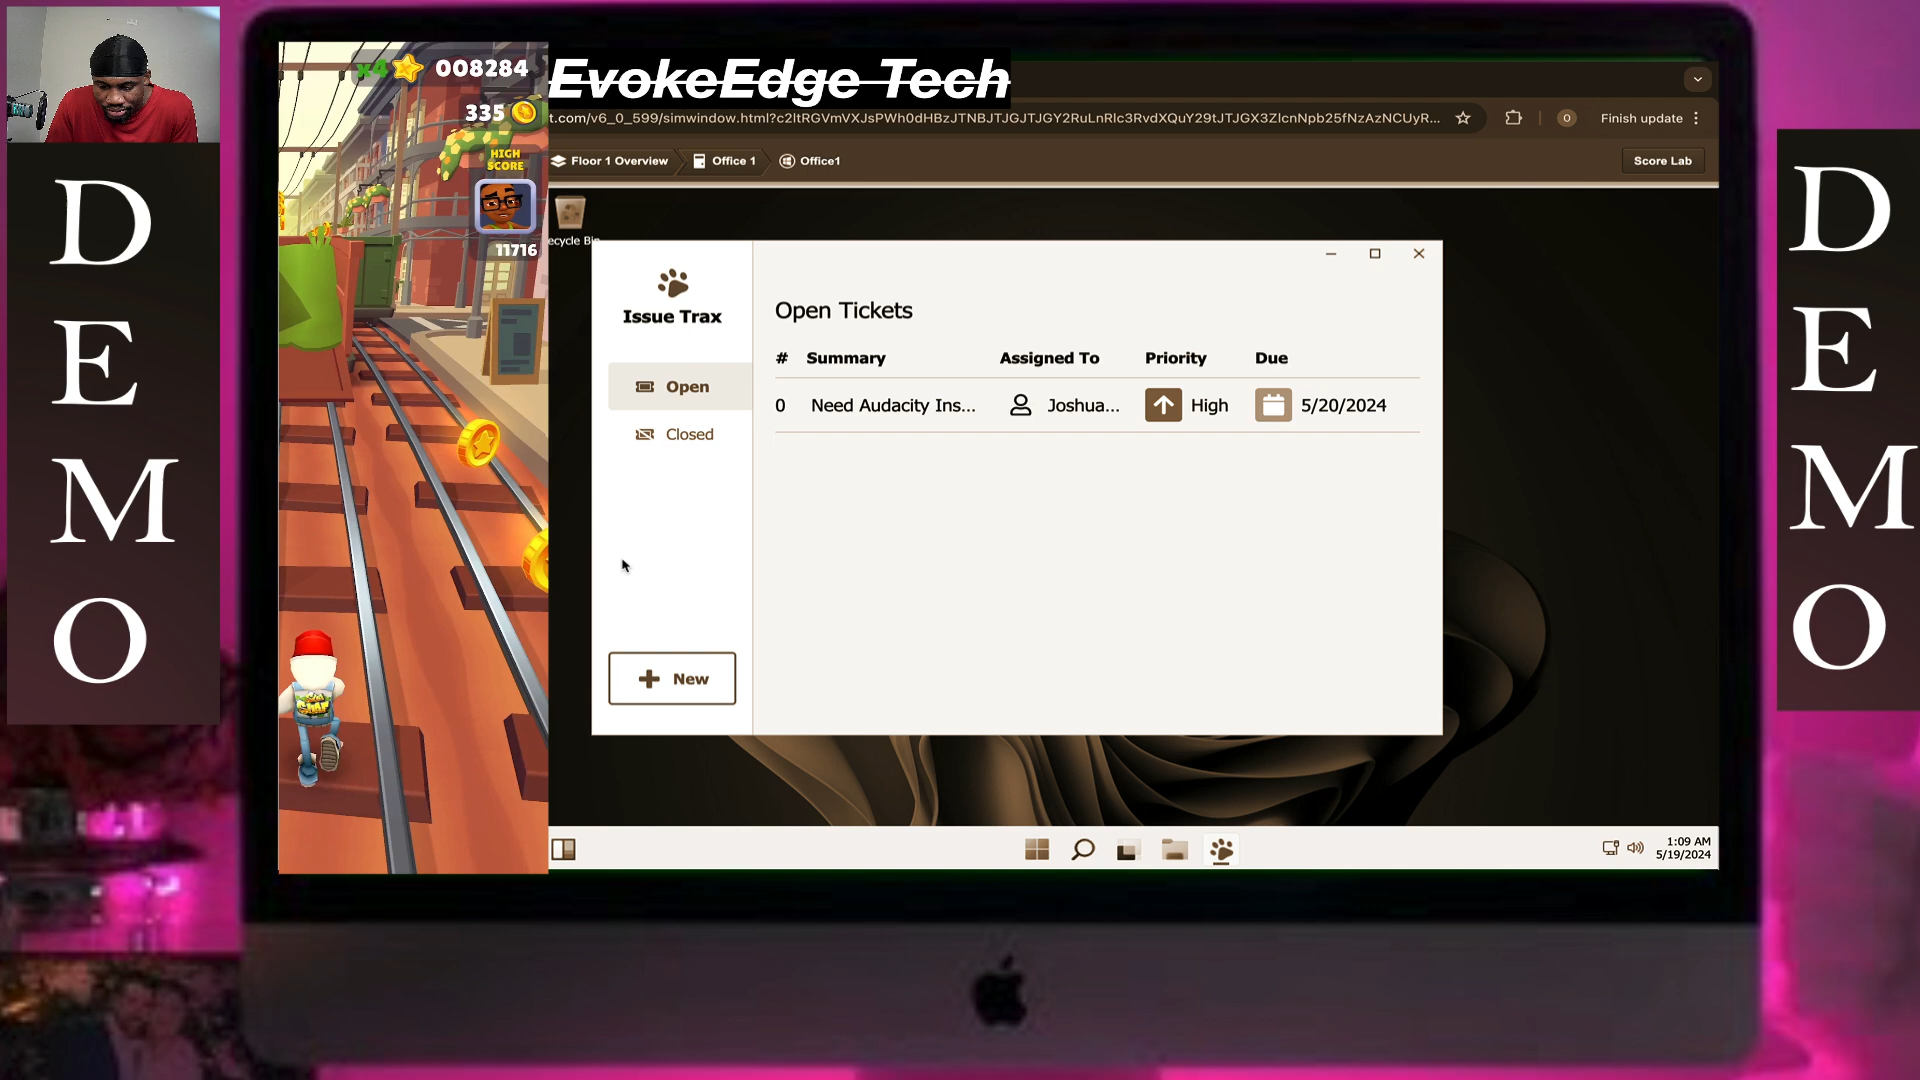 D
E
M
O
x4 008284
335
HIGH
SCORE
11716
EvokeEdge Tech
t.com/v6_0_599/simwindow.html?c2ltRGVmVXJsPWh0dHBzJTNBJTJGJTJGY2RuLnRlc3RvdXQuY29tJTJGX3ZlcnNpb25fNzAzNCUyR...
0
Finish update
Floor 1 Overview
Office 1
Office1
Score Lab
ecycle Bin
Issue Trax
Open
Closed
New
Open Tickets
# Summary Assigned To Priority Due
0 Need Audacity Ins... Joshua... High 5/20/2024
1:09 AM
5/19/2024
D
E
M
O